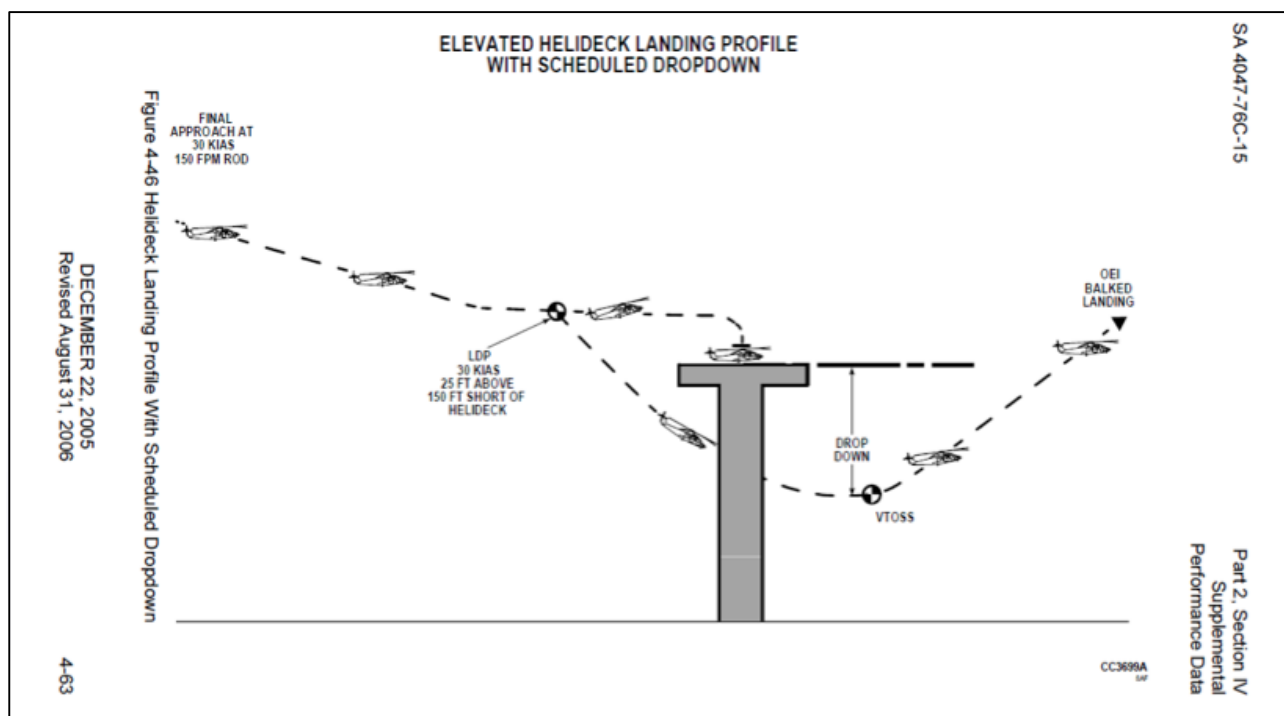 ELEVATED HELIDECK LANDING PROFILE
WITH SCHEDULED DROPDOWN
SA 4047-76C-15
FINAL
APPROACH AT
30 KIAS
150 FPM ROD
OEI
BALKED
LANDING
LDP
30 KIAS
25 FT ABOVE
150 FT SHORT OF
HELIDECK
DROP
DOWN
VTOSS
Figure 4-46 Helideck Landing Profile With Scheduled Dropdown
DECEMBER 22, 2005
Revised August 31, 2006
Part 2, Section IV
Supplemental
Performance Data
CC3699A
4-63